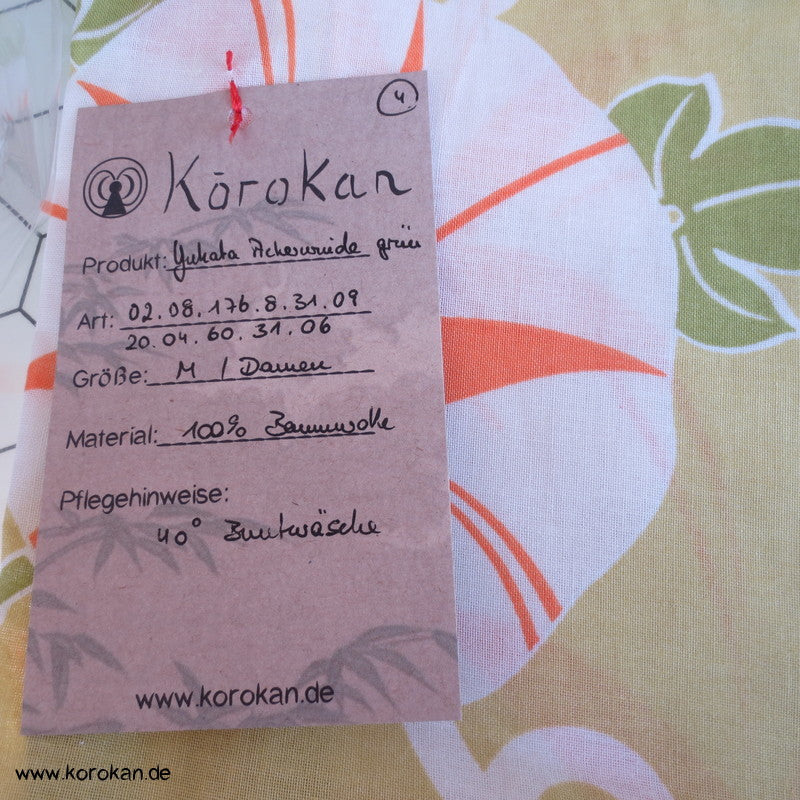 4
Kōrokan
Produkt: Yukata Ackerwinde grün
Art: 02.08.176.8.31.09
20.04.60.31.06
Größe: M / Damen
Material: 100% Baumwolle
Pflegehinweise:
40° Buntwäsche
www.korokan.de
www.korokan.de